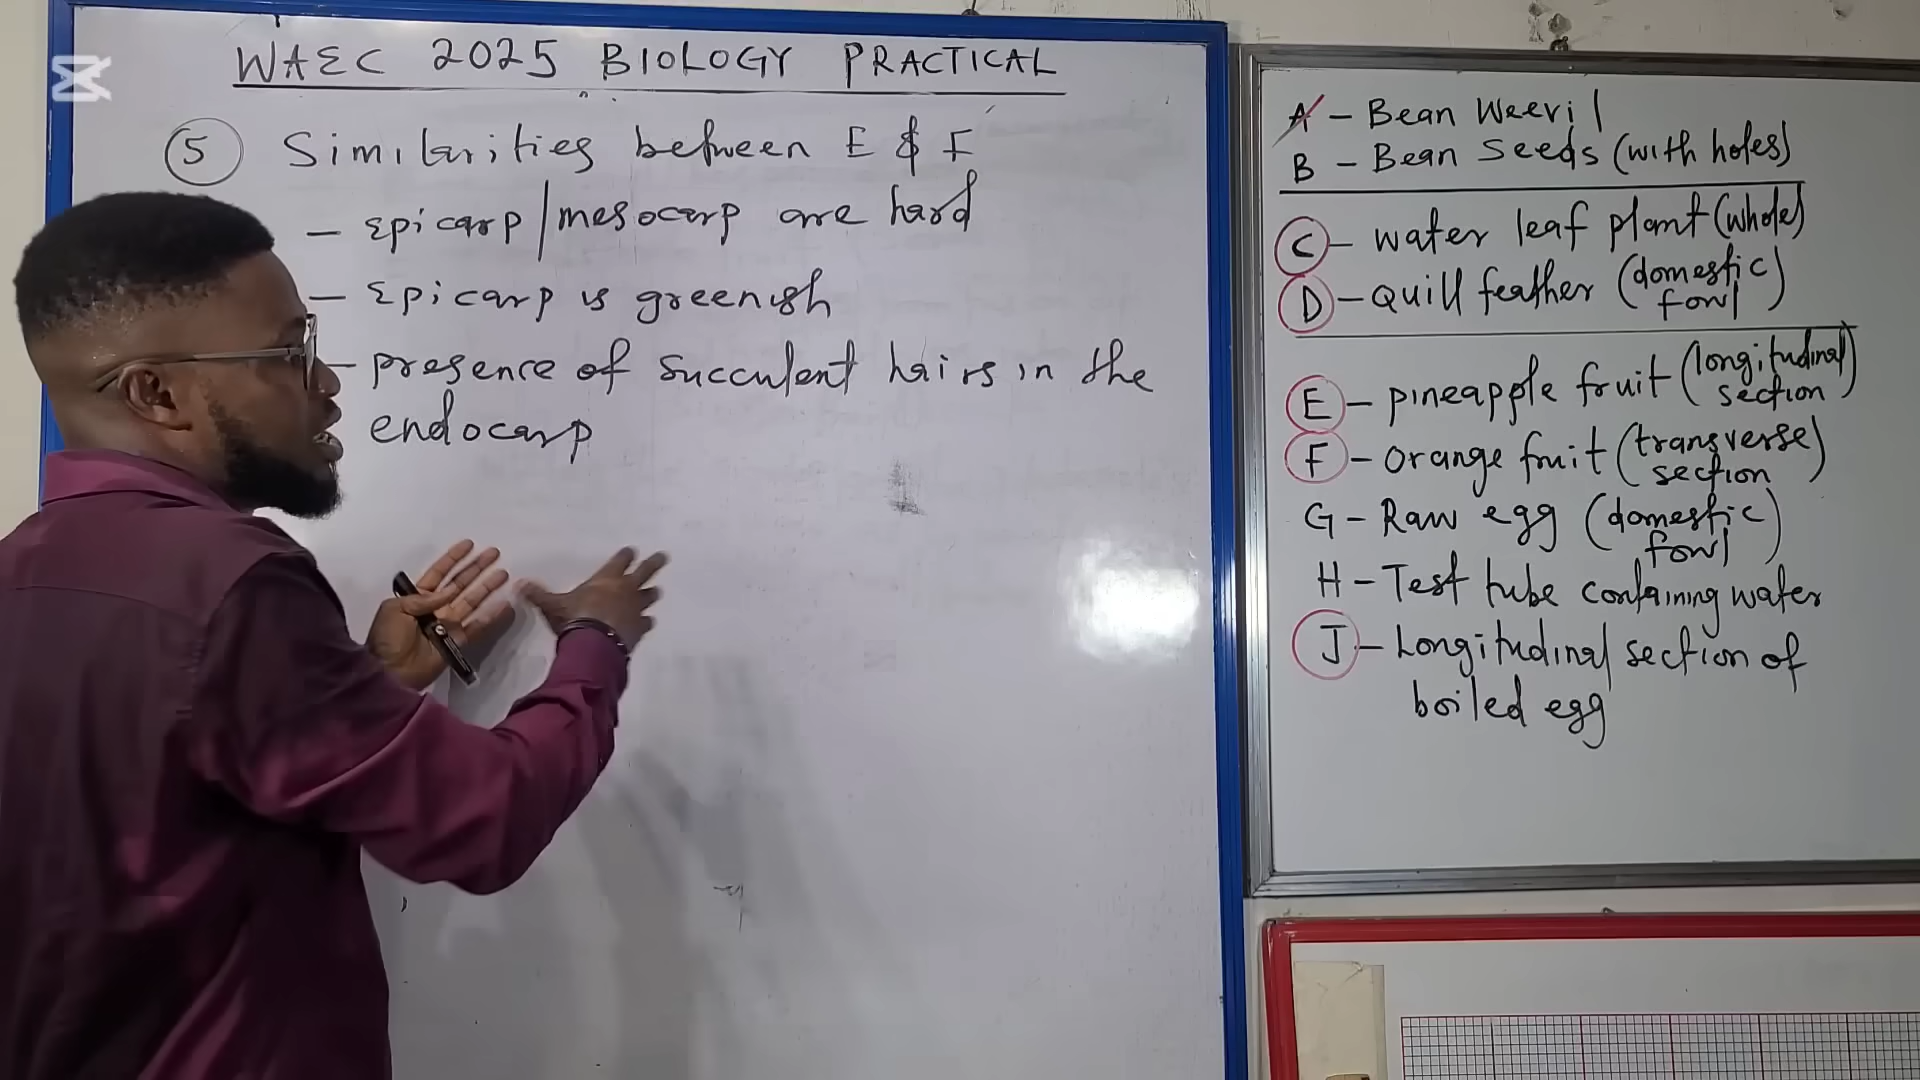 WAEC 2025 BIOLOGY PRACTICAL
5 Similarities between E & F
- Epicarp/mesocarp are hard
- Epicarp is greenish
- presence of succulent hairs in the
endocarp
A - Bean Weevil
B - Bean Seeds (with holes)
C - water leaf plant (whole)
D - Quill feather (domestic
fowl)
E - pineapple fruit (longitudinal
section)
F - orange fruit (transverse
section)
G - Raw egg (domestic
fowl)
H - Test tube containing water
J - Longitudinal section of
boiled egg